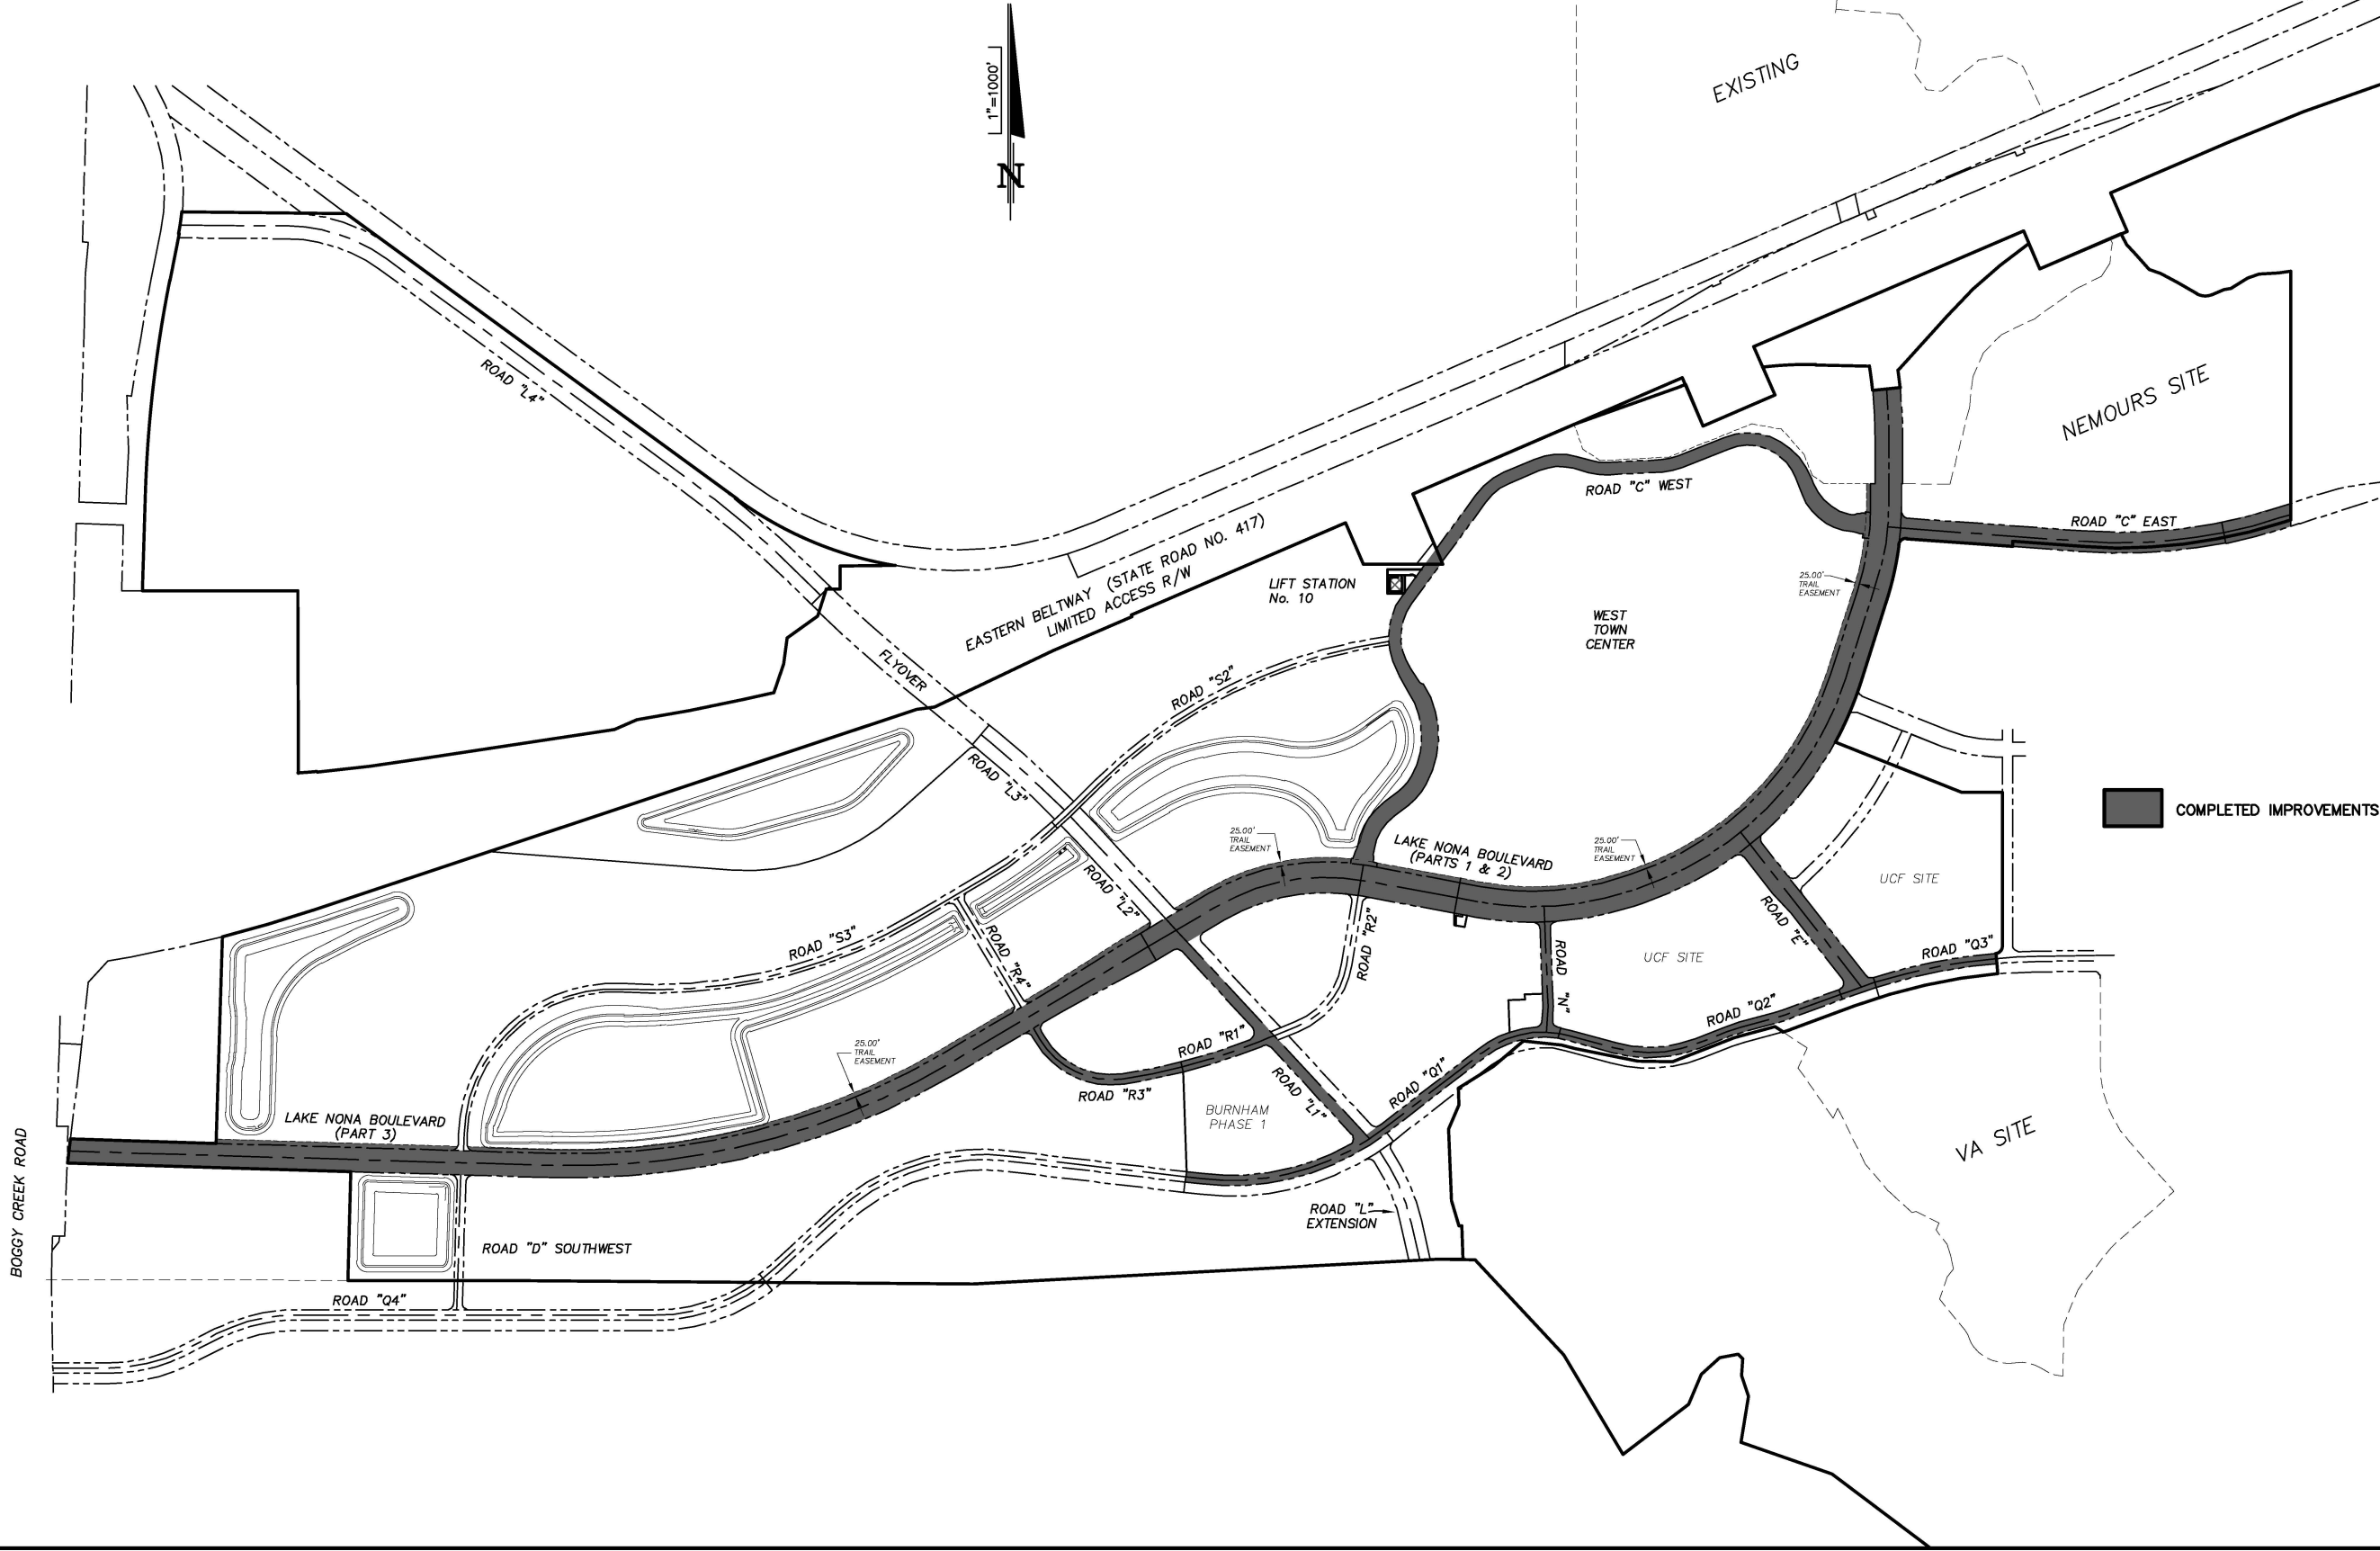 1"=1000'
N
EXISTING
ROAD "L4"
NEMOURS SITE
ROAD "C" WEST
ROAD "C" EAST
EASTERN BELTWAY (STATE ROAD NO. 417)
LIMITED ACCESS R/W
LIFT STATION
No. 10
25.00'
TRAIL
EASEMENT
WEST
TOWN
CENTER
FLYOVER
ROAD "S2"
ROAD "L3"
COMPLETED IMPROVEMENTS
25.00'
TRAIL
EASEMENT
LAKE NONA BOULEVARD
(PARTS 1 & 2)
25.00'
TRAIL
EASEMENT
ROAD "L2"
UCF SITE
ROAD "E"
ROAD "S3"
ROAD "R4"
ROAD "R2"
ROAD "N"
UCF SITE
ROAD "Q3"
ROAD "Q2"
25.00'
TRAIL
EASEMENT
ROAD "R1"
ROAD "R3"
ROAD "L1"
ROAD "Q1"
BURNHAM
PHASE 1
LAKE NONA BOULEVARD
(PART 3)
VA SITE
BOGGY CREEK ROAD
ROAD "L"
EXTENSION
ROAD "D" SOUTHWEST
ROAD "Q4"